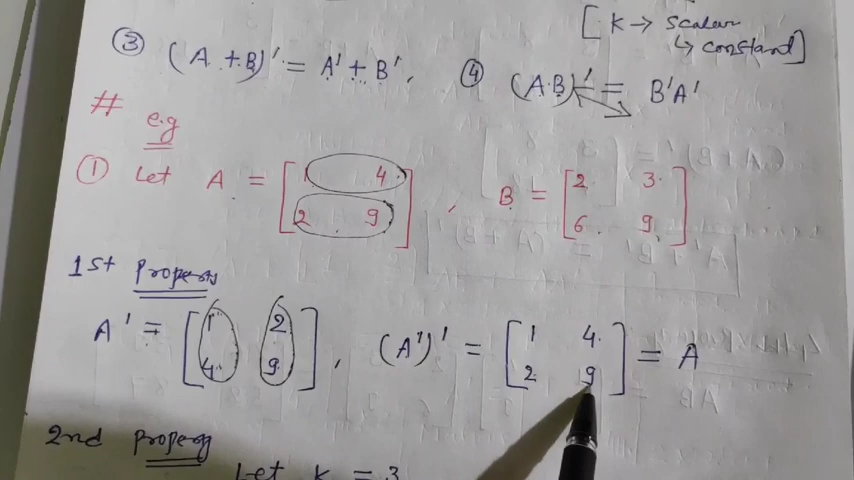 [K → Scalar
↳ constant]
③ (A + B)' = A' + B', ④ (A·B)' = B'A'
# e.g
① Let A = [1 4
2 9], B = [2 3
6 9]
1st Property
A' = [1 2
4 9], (A')' = [1 4
2 9] = A
2nd Property
Let K = 3